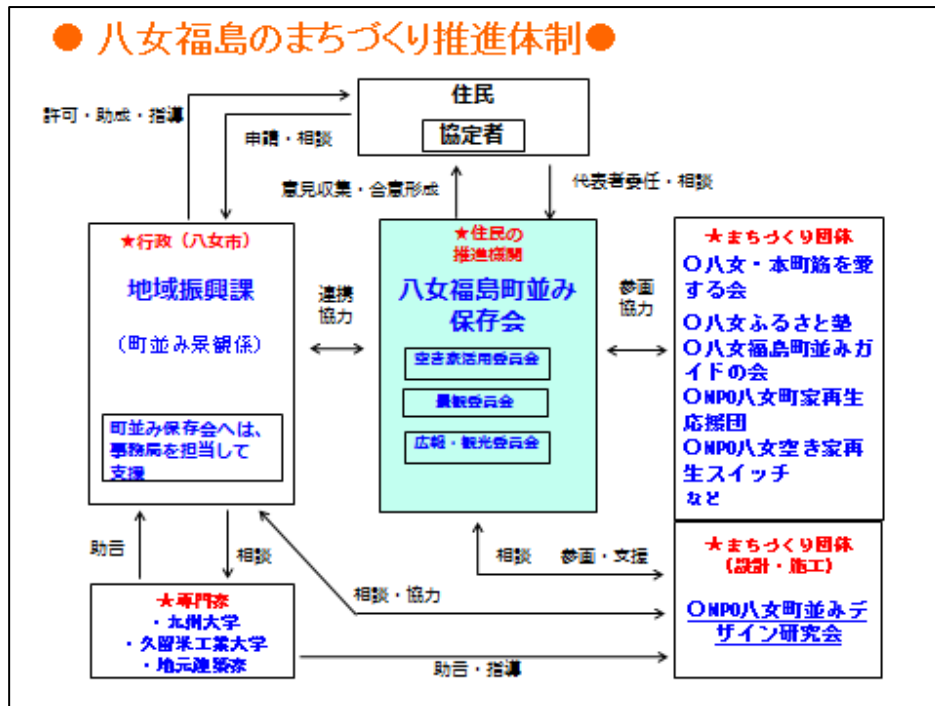 ● 八女福島のまちづくり推進体制●
住民
協定者
許可・助成・指導
申請・相談
意見収集・合意形成
代表者委任・相談
★行政（八女市）
地域振興課
（町並み景観係）
町並み保存会へは、
事務局を担当して
支援
連携
協力
★住民の
推進機関
八女福島町並み
保存会
空き家活用委員会
景観委員会
広報・観光委員会
参画
協力
★まちづくり団体
〇八女・本町筋を愛
する会
〇八女ふるさと塾
〇八女福島町並みガ
イドの会
〇NPO八女町家再生
応援団
〇NPO八女空き家再
生スイッチ
など
助言
相談
相談・協力
相談
参画・支援
★専門家
・九州大学
・久留米工業大学
・地元建築家
助言・指導
★まちづくり団体
（設計・施工）
〇NPO八女町並みデ
ザイン研究会